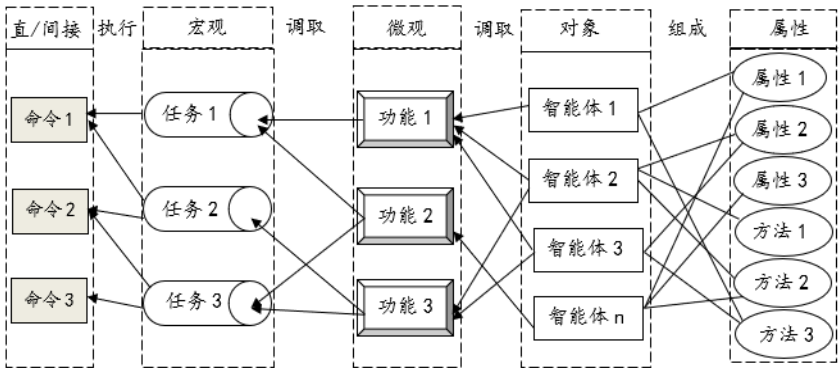 直/间接 执行 宏观 调取 微观 调取 对象 组成 属性
命令1 任务1 功能1 智能体1 属性1
属性2
命令2 任务2 功能2 智能体2 属性3
智能体3 方法1
命令3 任务3 功能3 智能体n 方法2
方法3